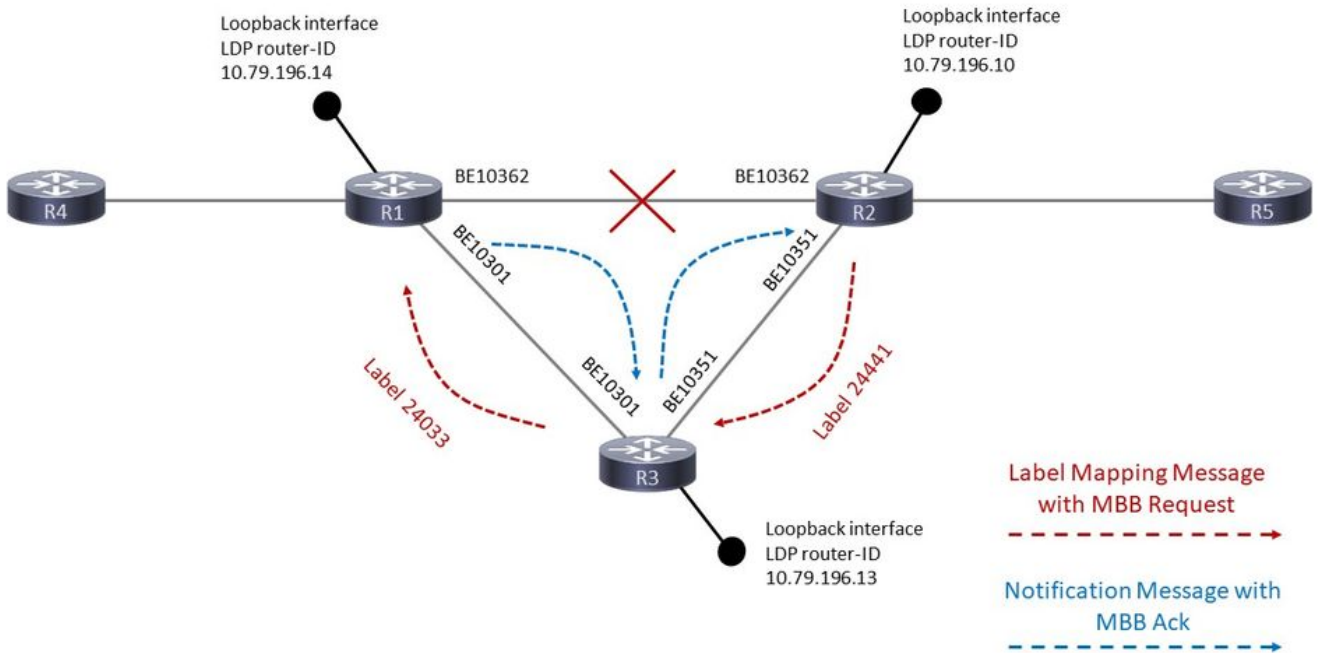 Loopback interface
LDP router-ID
10.79.196.14
Loopback interface
LDP router-ID
10.79.196.10
R4
R1
BE10362
BE10362
R2
R5
BE10301
BE10351
Label 24033
BE10301
BE10351
Label 24441
R3
Loopback interface
LDP router-ID
10.79.196.13
Label Mapping Message
with MBB Request
Notification Message with
MBB Ack